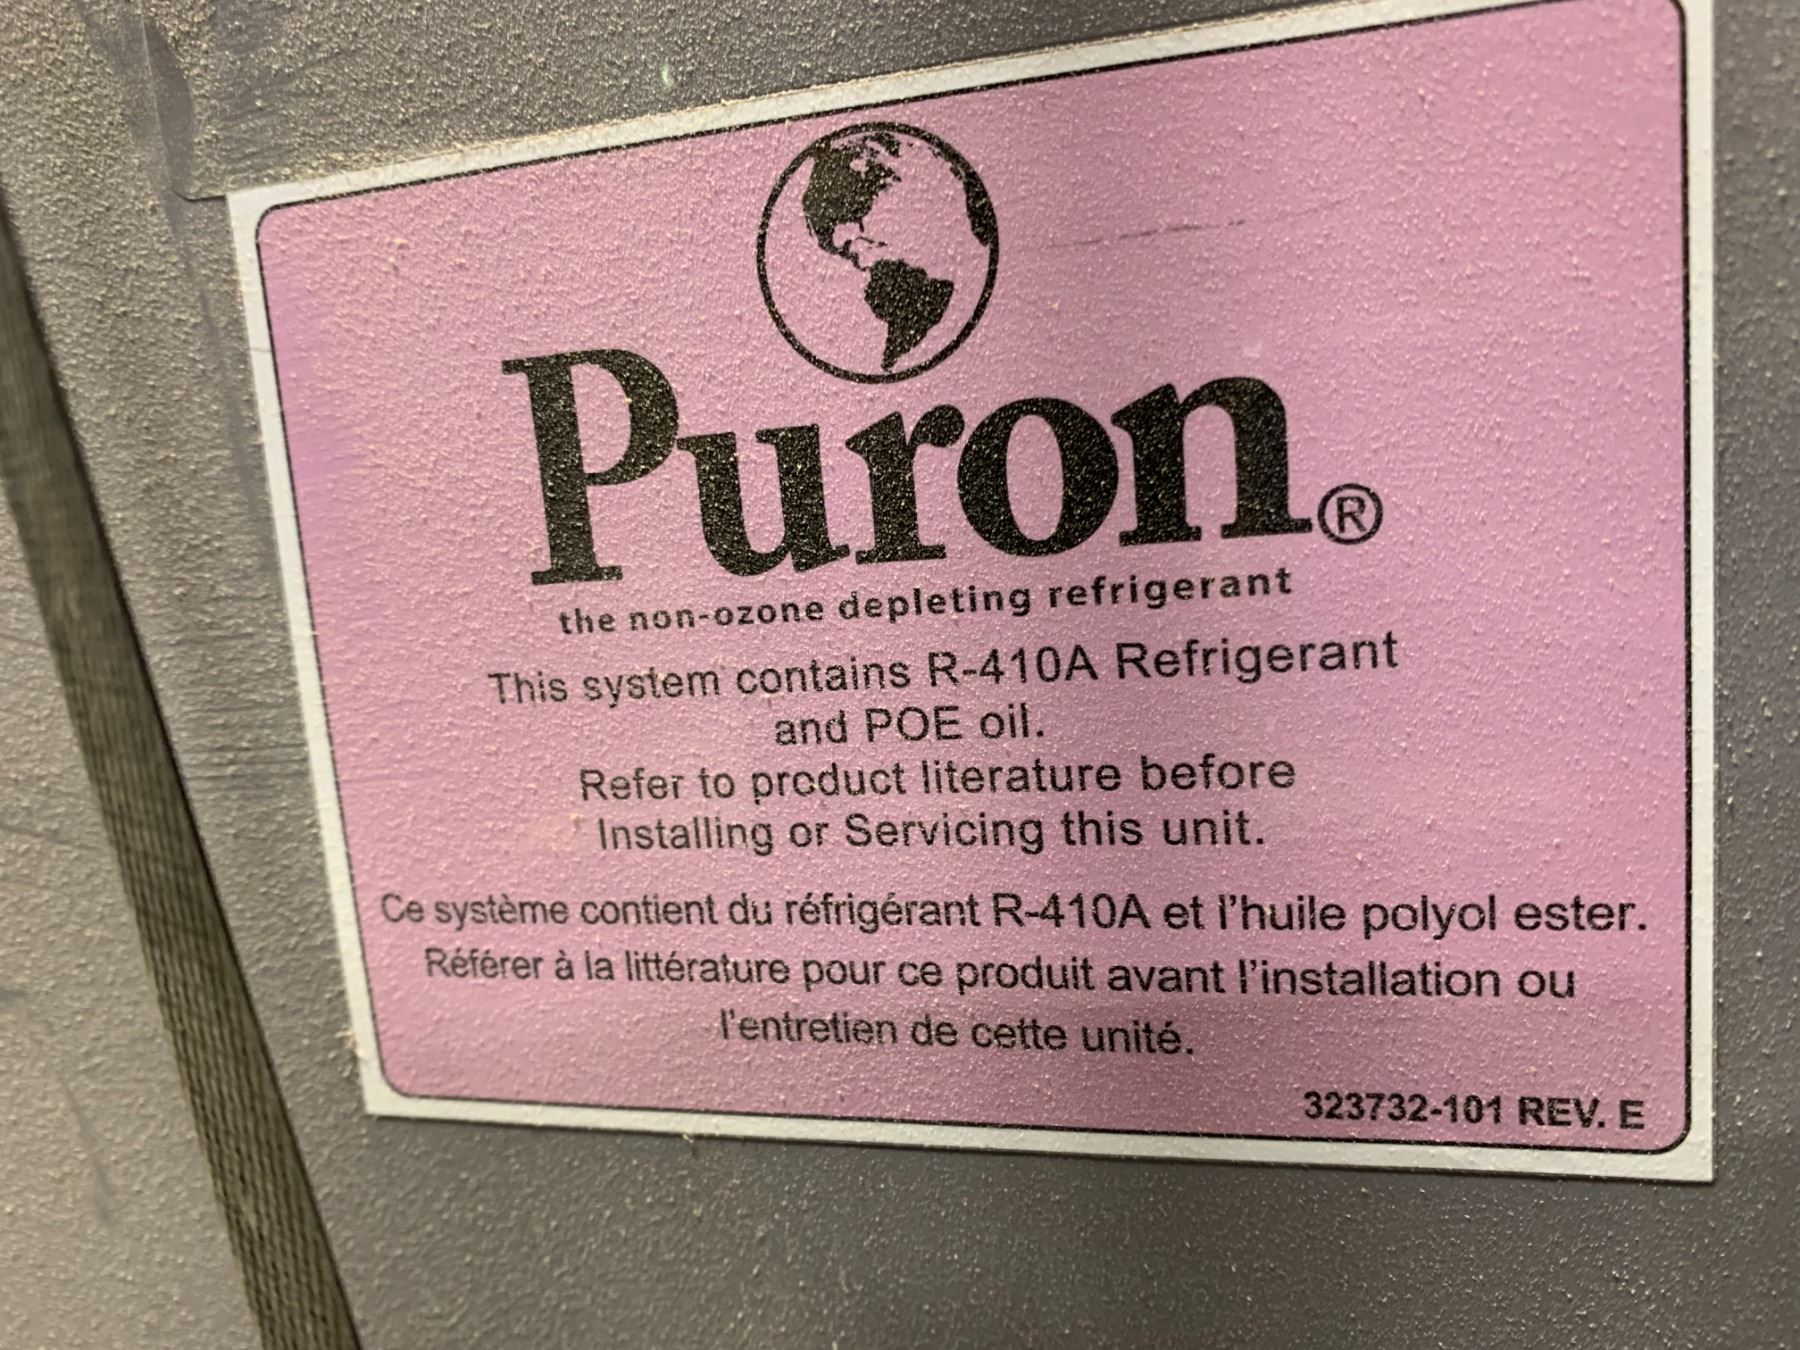 Puron®
the non-ozone depleting refrigerant
This system contains R-410A Refrigerant
and POE oil.
Refer to product literature before
Installing or Servicing this unit.
Ce système contient du réfrigérant R-410A et l'huile polyol ester.
Référer à la littérature pour ce produit avant l'installation ou
l'entretien de cette unité.
323732-101 REV. E